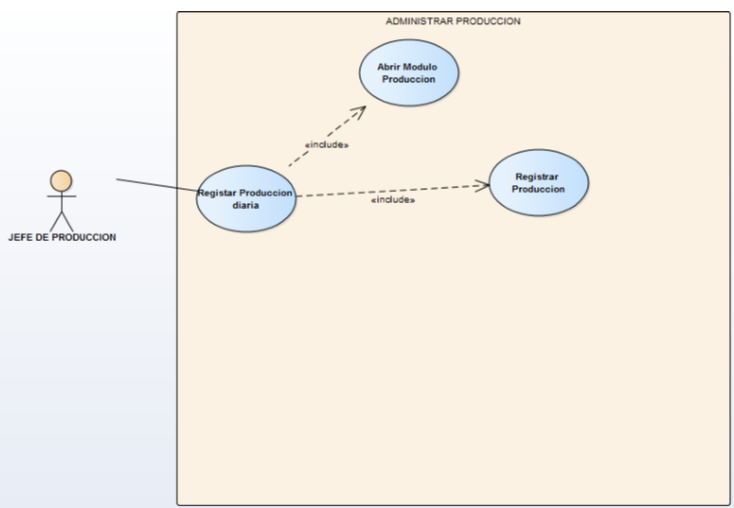 ADMINISTRAR PRODUCCION
Abrir Modulo
Produccion
«include»
Registrar
Produccion
Registar Produccion
diaria
«include»
JEFE DE PRODUCCION